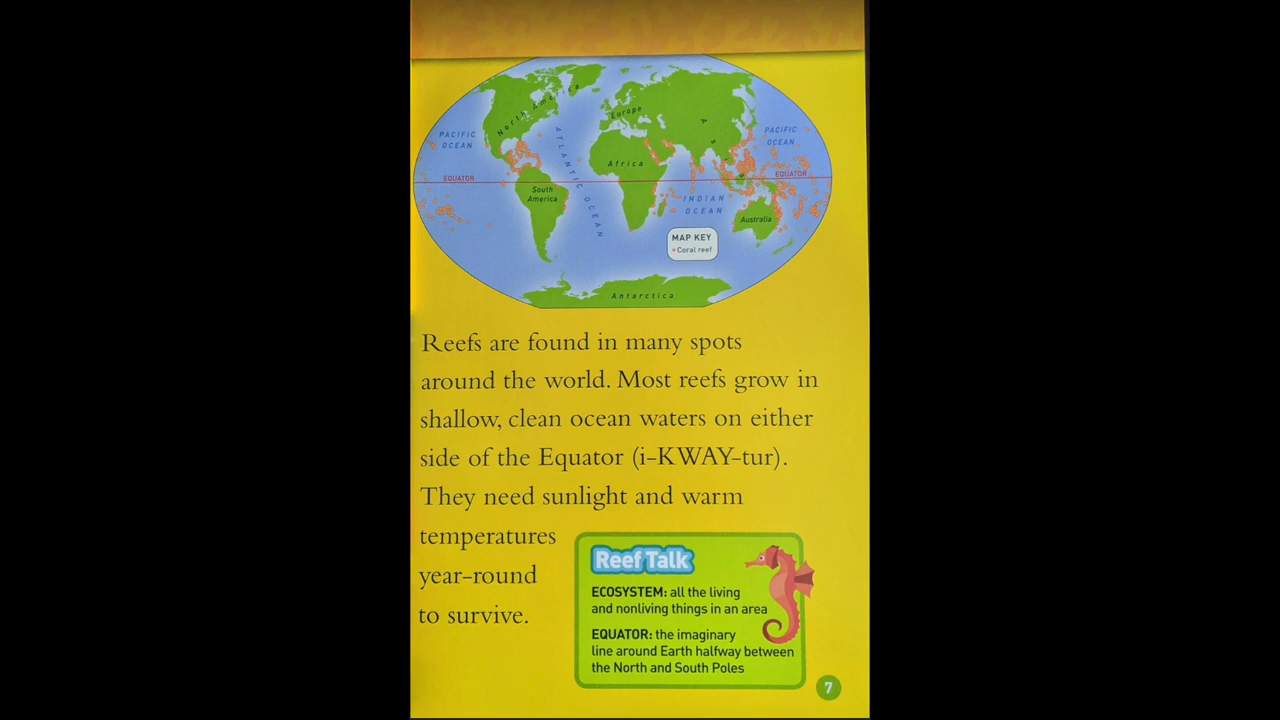 North America
Europe
Asia
PACIFIC
OCEAN
ATLANTIC OCEAN
PACIFIC
OCEAN
Africa
EQUATOR
EQUATOR
South
America
INDIAN
OCEAN
Australia
MAP KEY
Coral reef
Antarctica
Reefs are found in many spots
around the world. Most reefs grow in
shallow, clean ocean waters on either
side of the Equator (i-KWAY-tur).
They need sunlight and warm
temperatures
year-round
to survive.
Reef Talk
ECOSYSTEM: all the living
and nonliving things in an area
EQUATOR: the imaginary
line around Earth halfway between
the North and South Poles
7